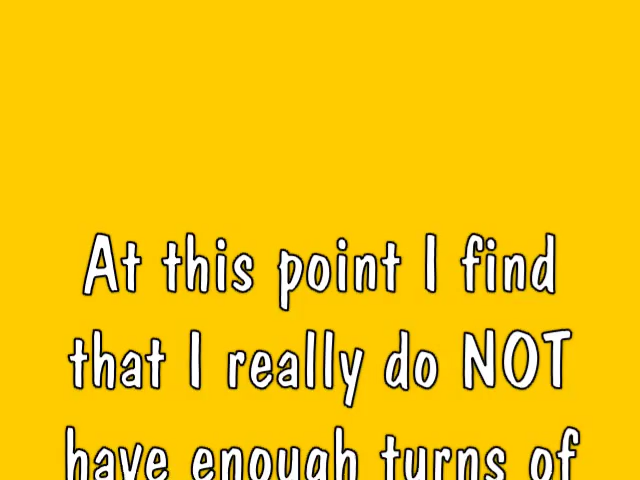 At this point I find
that I really do NOT
have enough turns of